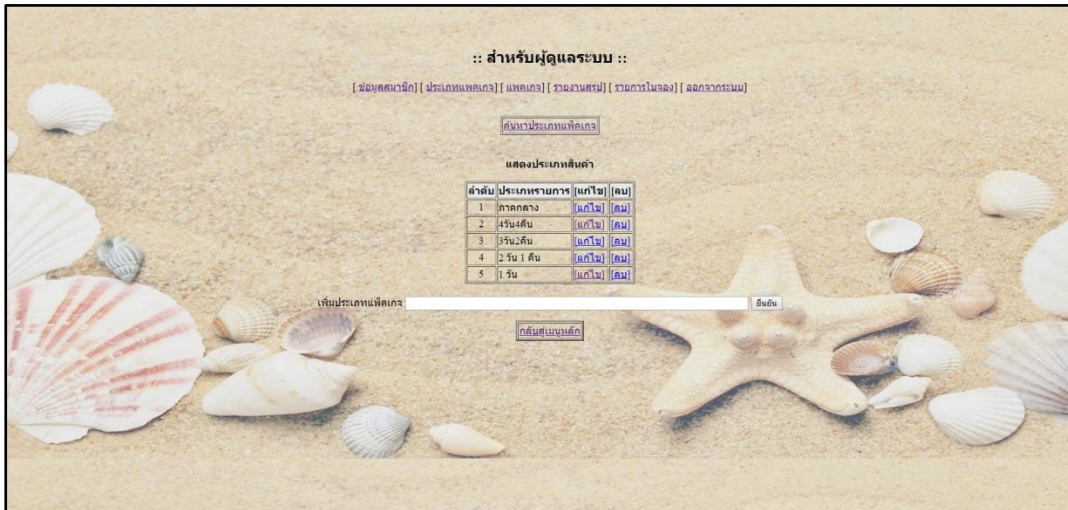 :: สำหรับผู้ดูแลระบบ ::
[ ข้อมูลสมาชิก] [ ประเภทแพคเกจ] [ แพคเกจ] [ รายงานสรุป] [ รายการใบจอง] [ ออกจากระบบ]
ค้นหาประเภทแพ็คเกจ
แสดงประเภทสินค้า
ลำดับ ประเภทรายการ [แก้ไข] [ลบ]
1 ภาคกลาง [แก้ไข] [ลบ]
2 4วัน4คืน [แก้ไข] [ลบ]
3 3วัน2คืน [แก้ไข] [ลบ]
4 2 วัน 1 คืน [แก้ไข] [ลบ]
5 1 วัน [แก้ไข] [ลบ]
เพิ่มประเภทแพ็คเกจ ยืนยัน
กลับสู่เมนูหลัก